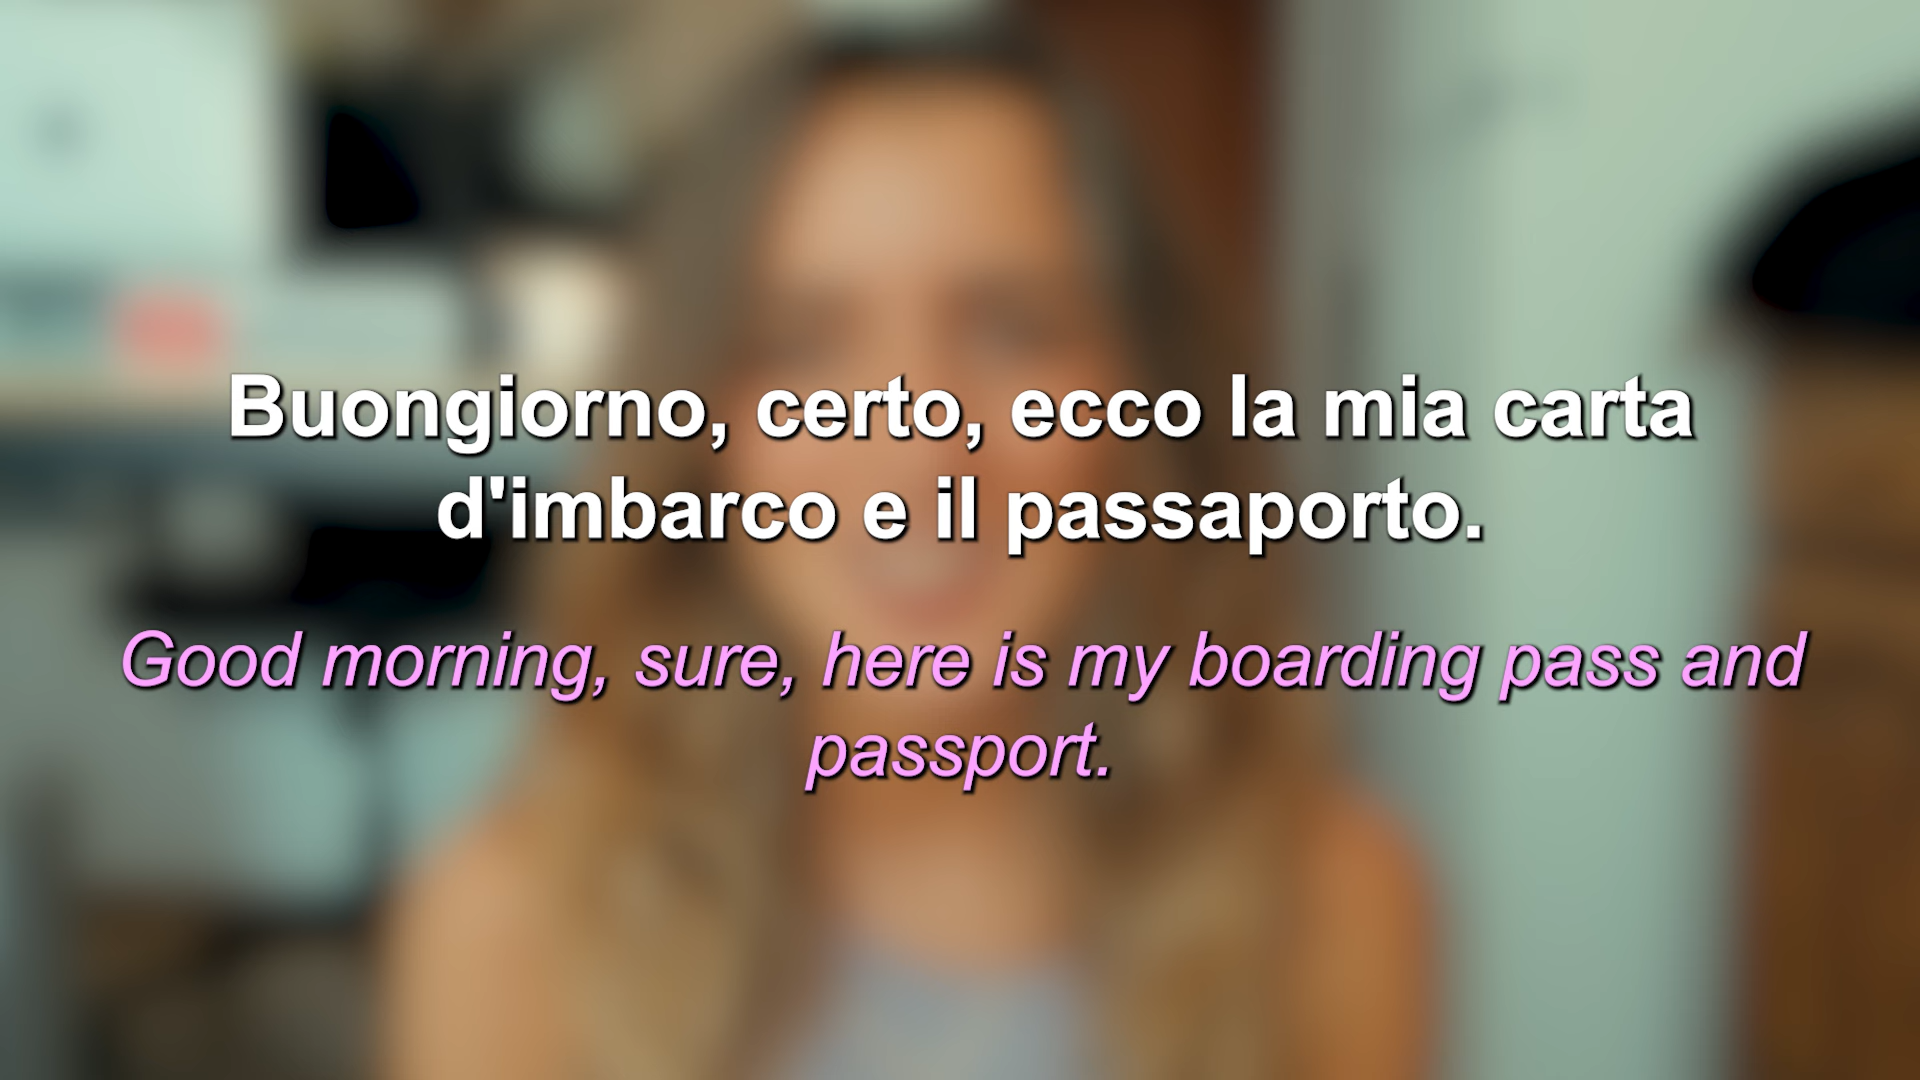 Buongiorno, certo, ecco la mia carta
d'imbarco e il passaporto.
Good morning, sure, here is my boarding pass and
passport.